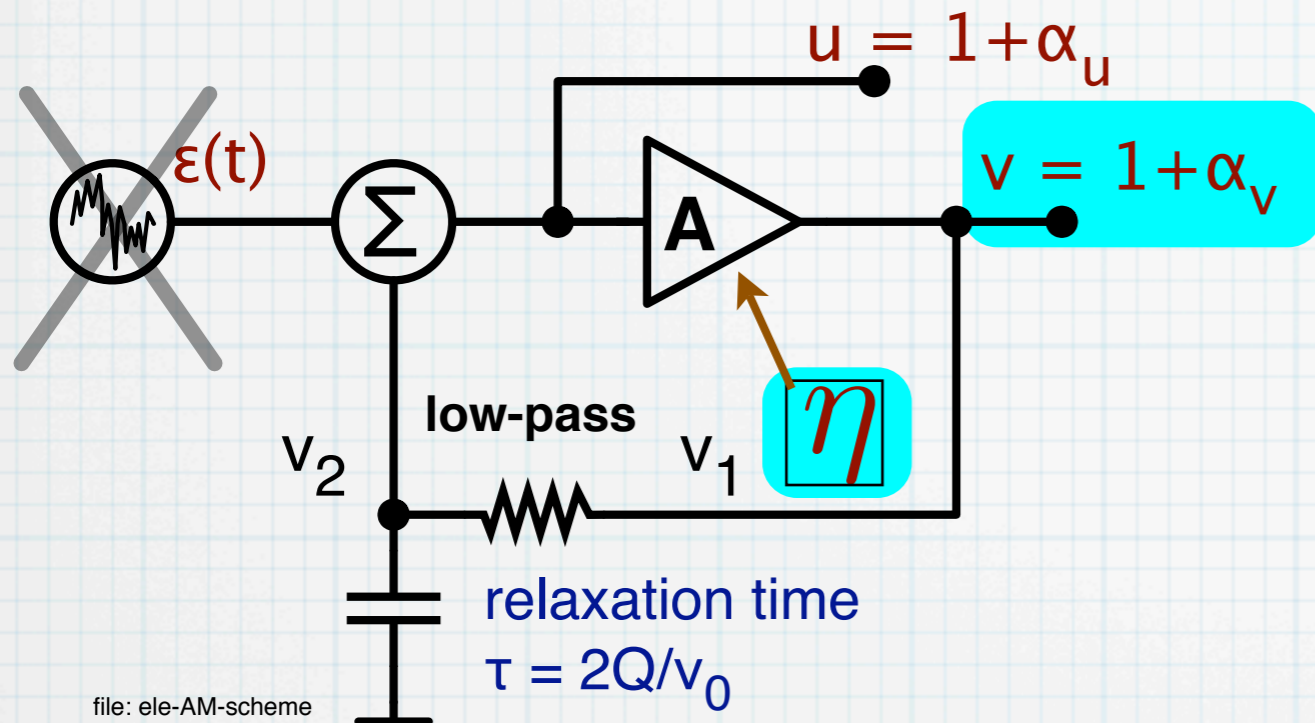 u = 1+αu
ε(t)
v = 1+αv
Σ
A
η
low-pass
v2
v1
relaxation time
τ = 2Q/v0
file: ele-AM-scheme